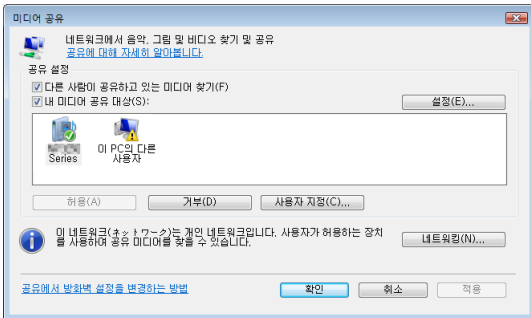 미디어 공유
네트워크에서 음악, 그림 및 비디오 찾기 및 공유
공유에 대해 자세히 알아봅니다.
공유 설정
다른 사람이 공유하고 있는 미디어 찾기(F)
내 미디어 공유 대상(S):
설정(E)...
Series
이 PC의 다른
사용자
허용(A)
거부(D)
사용자 지정(C)...
이 네트워크(ネットワーク)는 개인 네트워크입니다. 사용자가 허용하는 장치
를 사용하여 공유 미디어를 찾을 수 있습니다.
네트워킹(N)...
공유에서 방화벽 설정을 변경하는 방법
확인
취소
적용